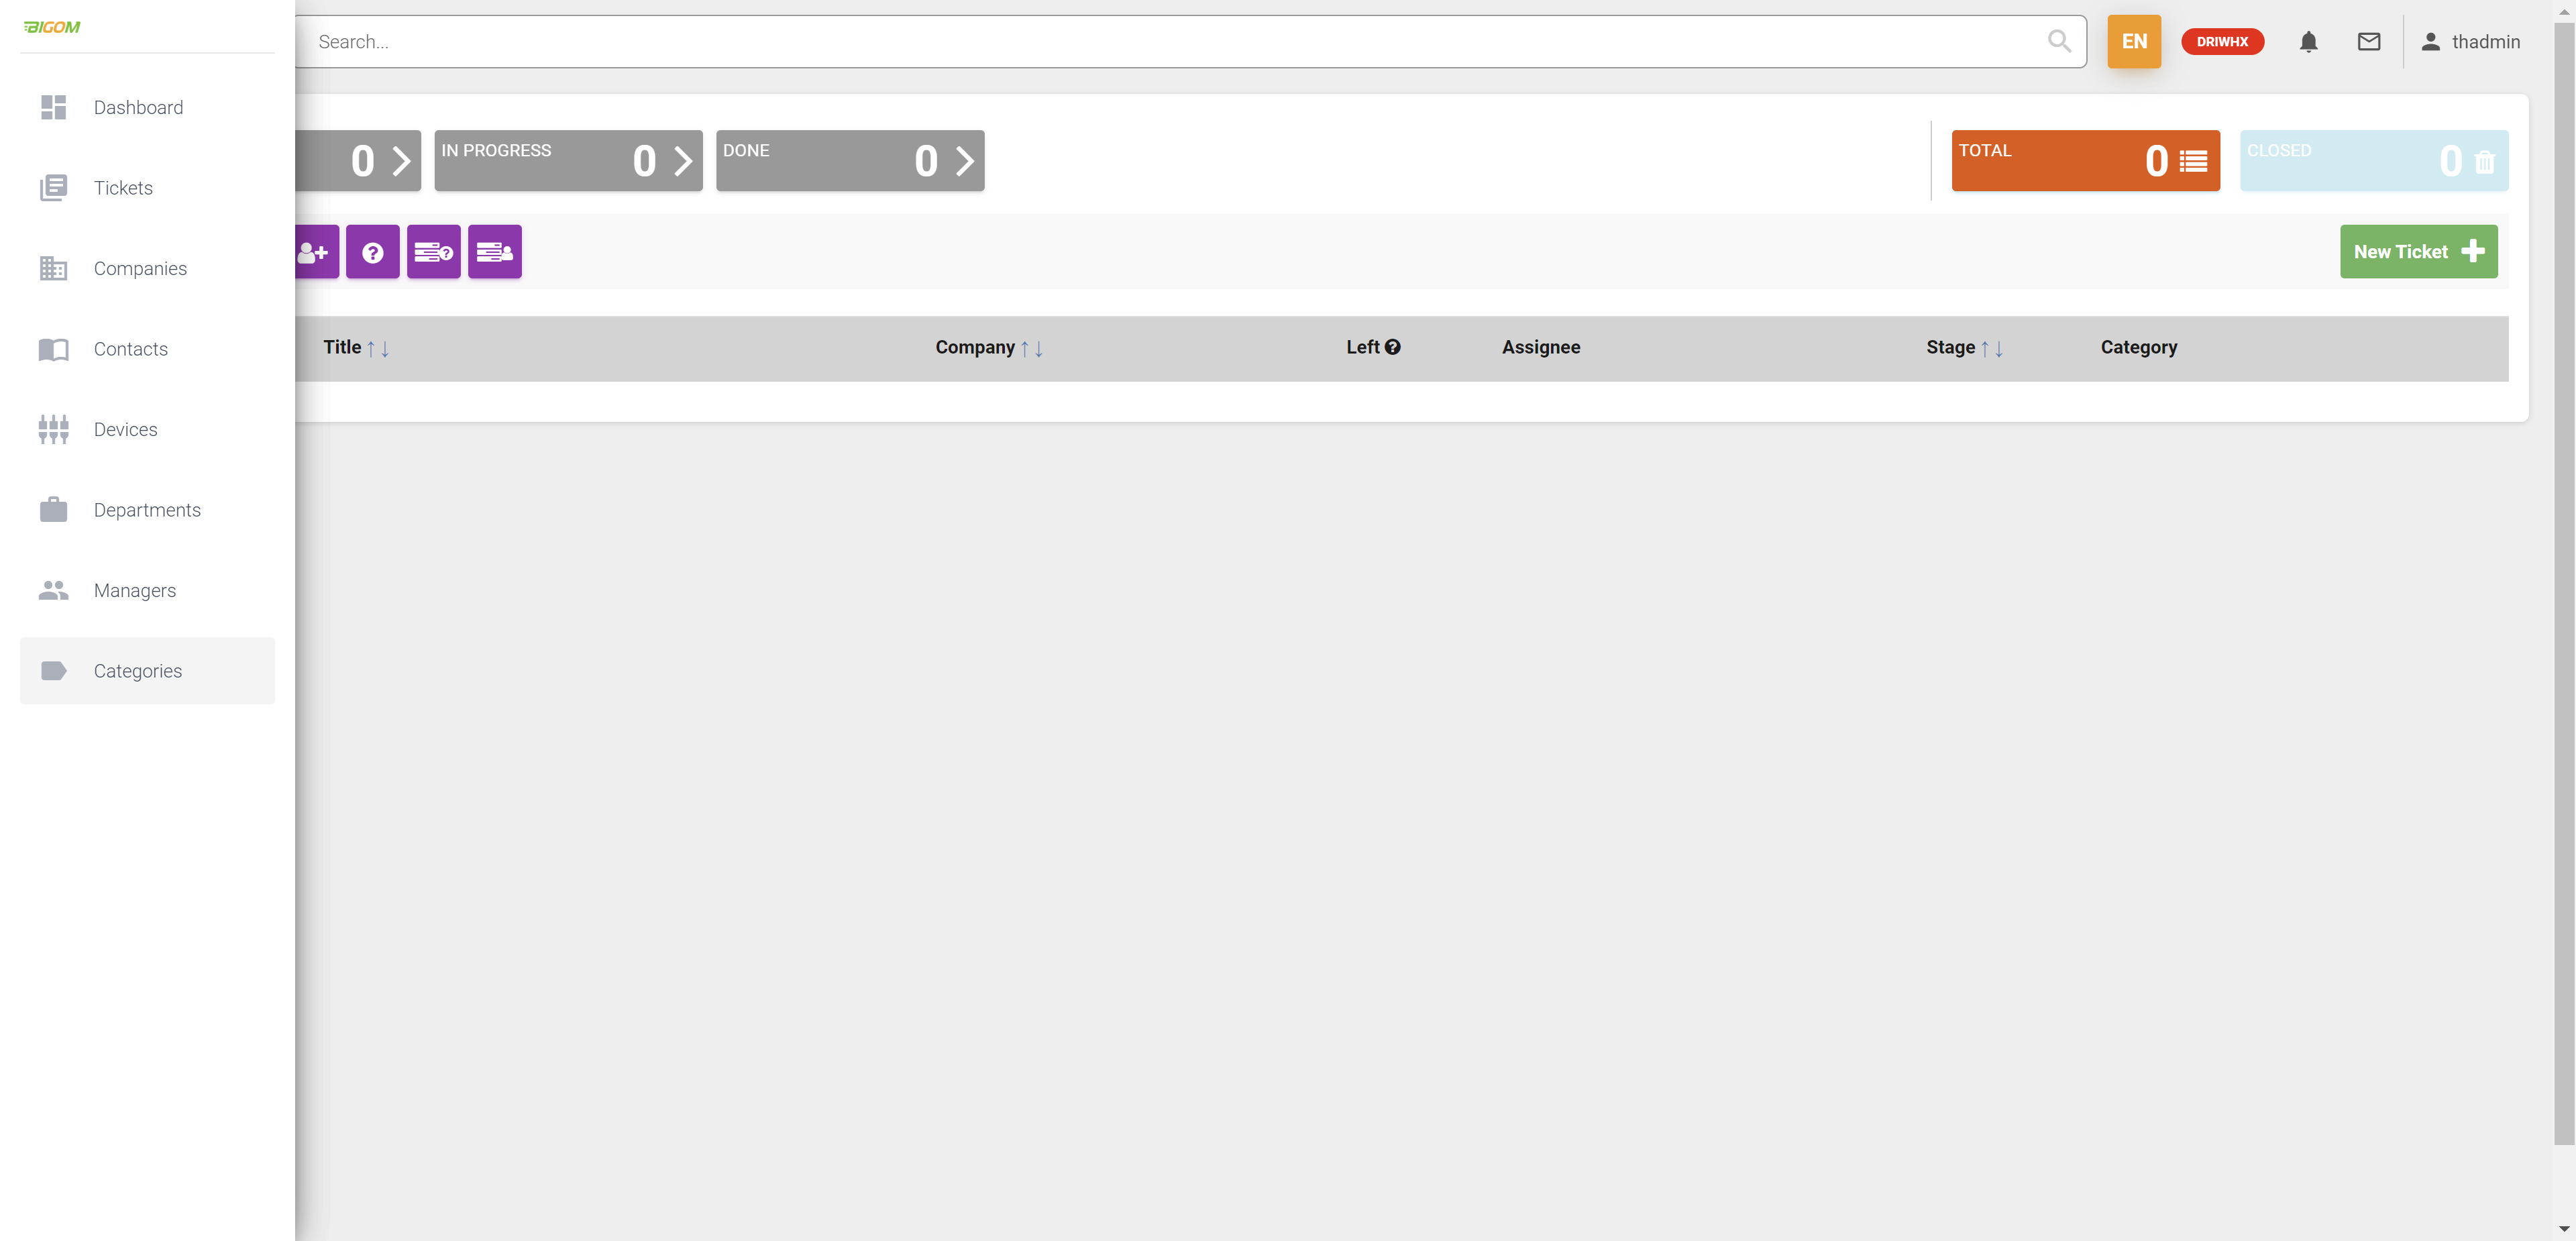 BIGOM
Search...
EN
DRIWHX
thadmin
Dashboard
Tickets
Companies
Contacts
Devices
Departments
Managers
Categories
0
IN PROGRESS 0
DONE 0
TOTAL 0
CLOSED 0
New Ticket
Title ↑↓ Company ↑↓ Left Assignee Stage ↑↓ Category